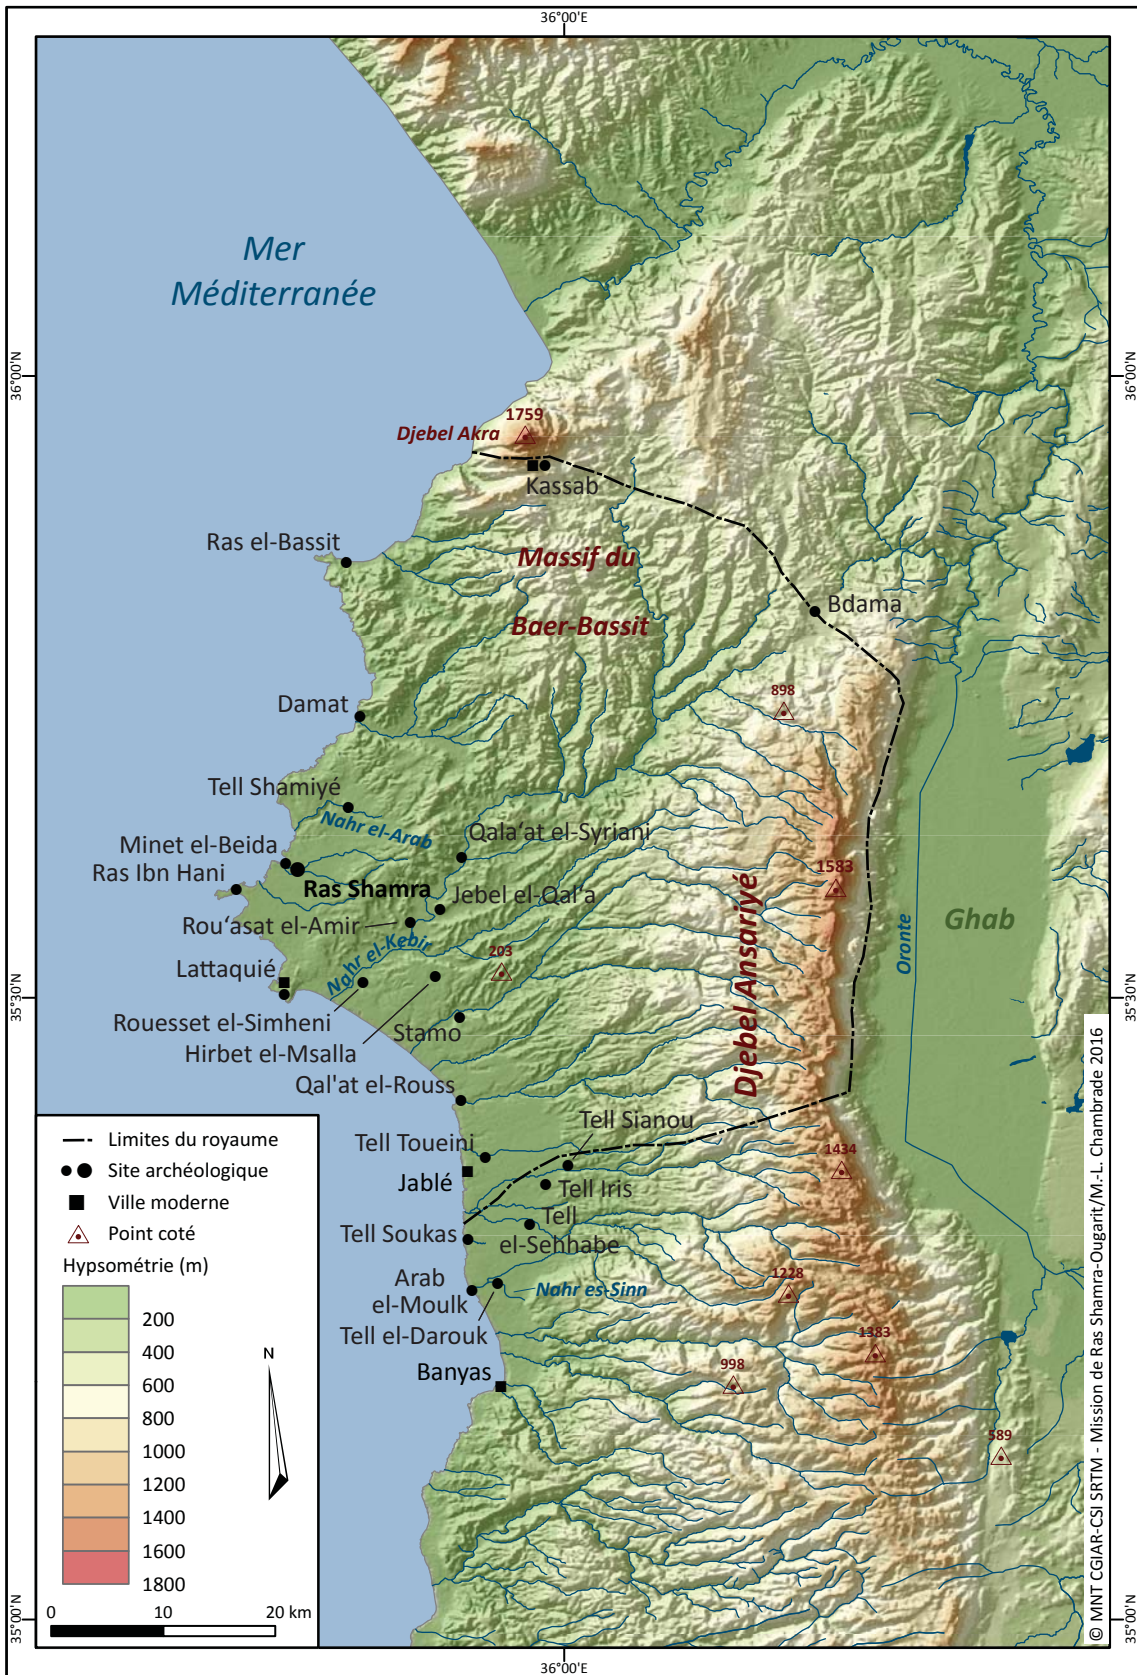 36°00'E
Mer
Méditerranée
36°00'N
36°00'N
1759
Djebel Akra
Kassab
Ras el-Bassit
Massif du
Baer-Bassit
Bdama
898
Damat
Tell Shamiyé
Nahr el-Arab
Qala‘at el-Syriani
Minet el-Beida
Ras Ibn Hani
Ras Shamra
1583
Jebel el-Qal‘a
Rou‘asat el-Amir
Ghab
Oronte
Djebel Ansariyé
Nahr el-Kebir
203
Lattaquié
35°30'N
35°30'N
Rouesset el-Simheni
Stamo
Hirbet el-Msalla
Qal'at el-Rouss
Tell Sianou
Tell Toueini
1434
Jablé
Tell Iris
Tell Soukas
Tell
el-Sehhabe
Arab
el-Moulk
Nahr es-Sinn
1228
Tell el-Darouk
1383
Banyas
998
589
Limites du royaume
Site archéologique
Ville moderne
Point coté
Hypsométrie (m)
200
400
600
800
1000
1200
1400
1600
1800
N
0 10 20 km
35°00'N
35°00'N
36°00'E
© MNT CGIAR-CSI SRTM - Mission de Ras Shamra-Ougarit/M.-L. Chambrade 2016